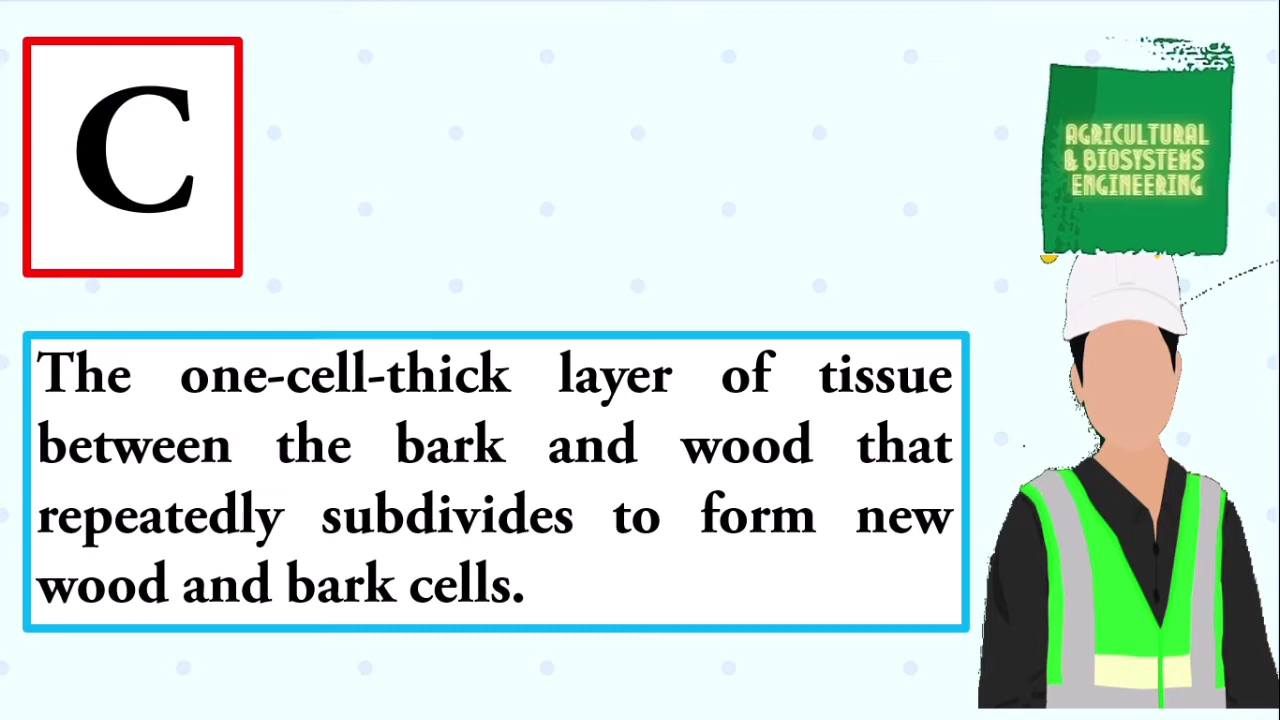 C
AGRICULTURAL
& BIOSYSTEMS
ENGINEERING
The one-cell-thick layer of tissue
between the bark and wood that
repeatedly subdivides to form new
wood and bark cells.